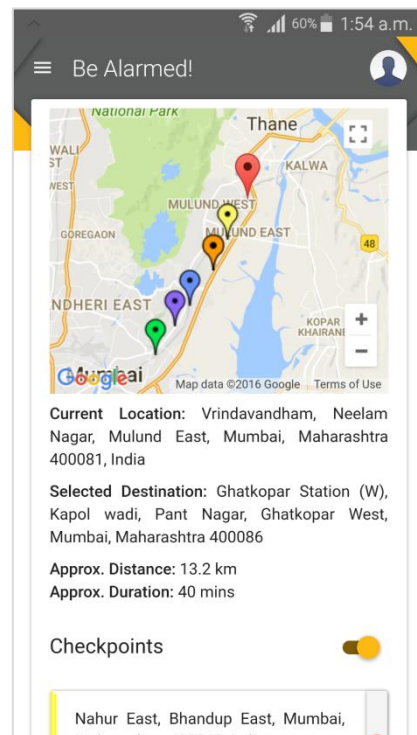 60% 1:54 a.m.
Be Alarmed!
National Park
Thane
WALI
ST
WEST
KALWA
MULUND WEST
MULUND EAST
GOREGAON
48
NDHERI EAST
KOPAR
KHAIRAN
+
−
Mumbai
Google
Map data ©2016 Google Terms of Use
Current Location: Vrindavandham, Neelam
Nagar, Mulund East, Mumbai, Maharashtra
400081, India
Selected Destination: Ghatkopar Station (W),
Kapol wadi, Pant Nagar, Ghatkopar West,
Mumbai, Maharashtra 400086
Approx. Distance: 13.2 km
Approx. Duration: 40 mins
Checkpoints
Nahur East, Bhandup East, Mumbai,